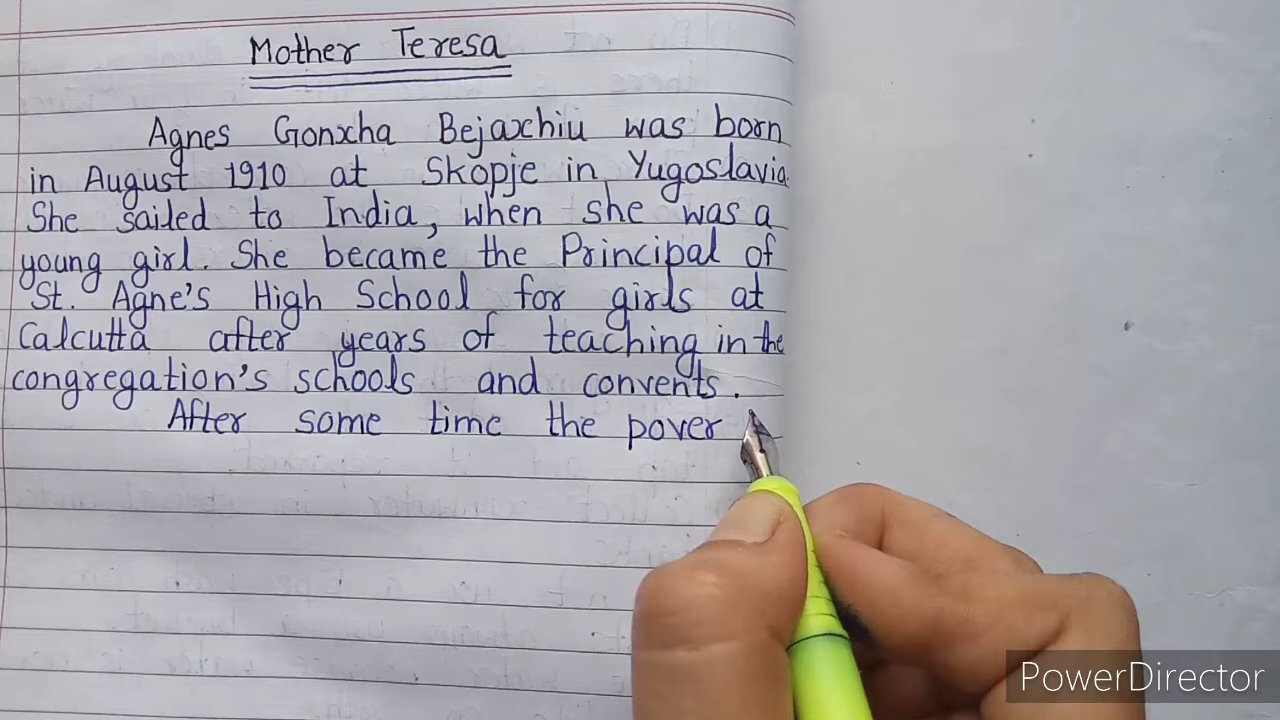 Mother Teresa
Agnes Gonxha Bejaxhiu was born
in August 1910 at Skopje in Yugoslavia.
She sailed to India, when she was a
young girl. She became the Principal of
St. Agne's High School for girls at
Calcutta after years of teaching in the
congregation's schools and convents.
After some time the pover
PowerDirector